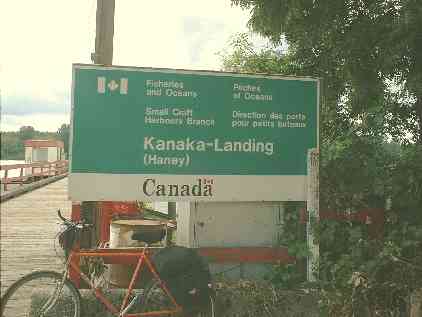 Fisheries and Oceans
Pêches et Océans
Small Craft Harbours Branch
Direction des ports pour petits bateaux
Kanaka-Landing
(Haney)
Canada